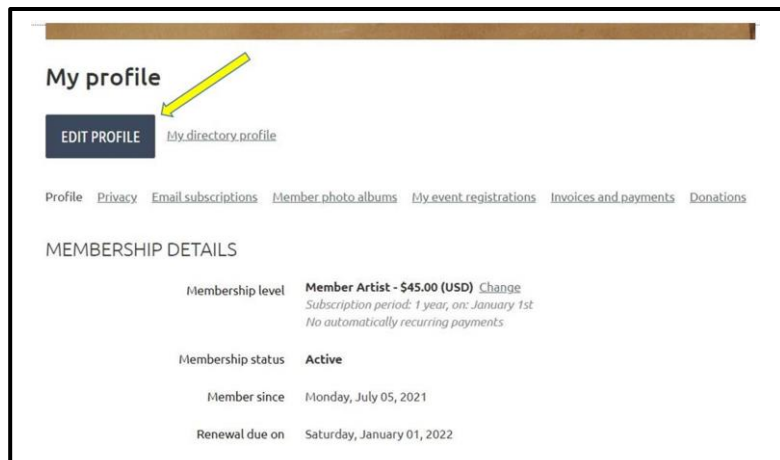 My profile
EDIT PROFILE My directory profile
Profile Privacy Email subscriptions Member photo albums My event registrations Invoices and payments Donations
MEMBERSHIP DETAILS
Membership level Member Artist - $45.00 (USD) Change
Subscription period: 1 year, on: January 1st
No automatically recurring payments
Membership status Active
Member since Monday, July 05, 2021
Renewal due on Saturday, January 01, 2022